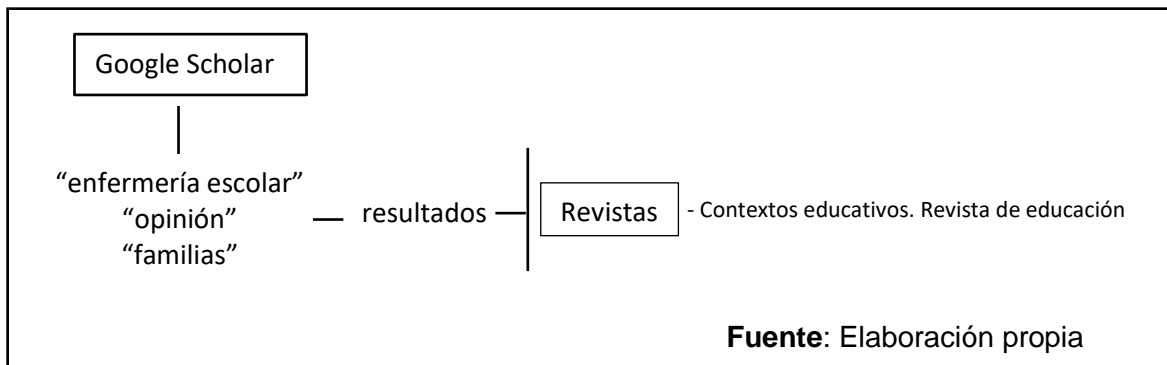 Google Scholar
“enfermería escolar”
“opinión”
“familias”
resultados
Revistas
- Contextos educativos. Revista de educación
Fuente: Elaboración propia